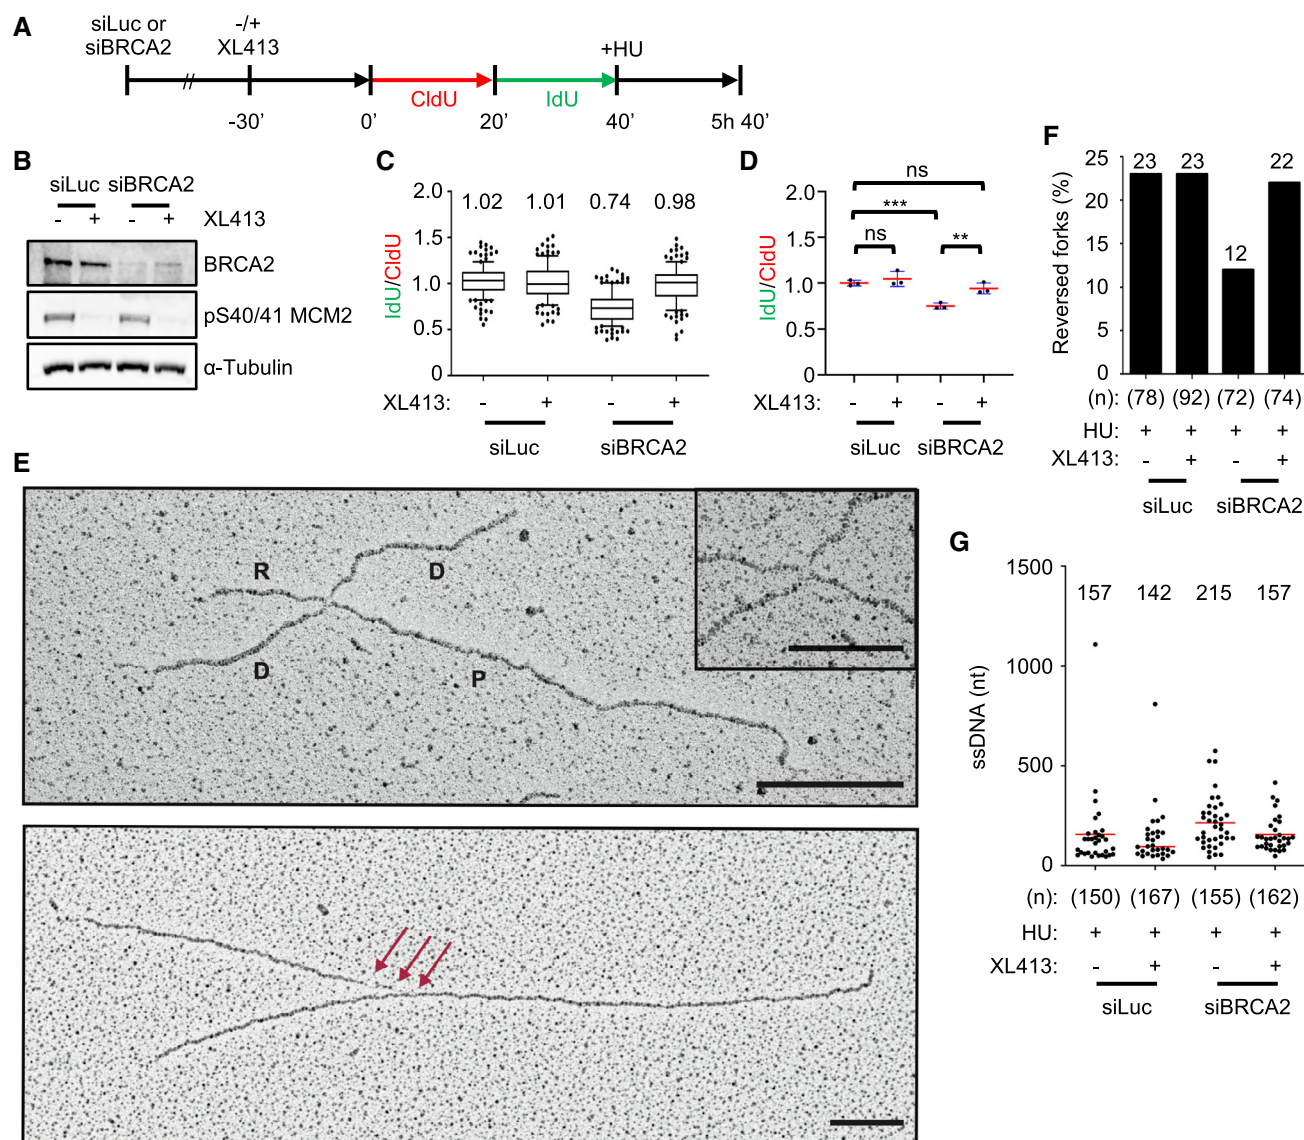 A
siLuc or
siBRCA2
-/+
XL413
+HU
CldU
IdU
-30’
0’
20’
40’
5h 40’
B
siLuc siBRCA2
- + - + XL413
BRCA2
pS40/41 MCM2
α-Tubulin
C
IdU/CldU
2.0
1.5
1.0
0.5
0
1.02 1.01 0.74 0.98
XL413: - + - +
siLuc siBRCA2
D
IdU/CldU
2.0
1.5
1.0
0.5
0
ns
***
ns
**
XL413: - + - +
siLuc siBRCA2
E
R
D
D
P
F
Reversed forks (%)
25
20
15
10
5
0
23 23 12 22
(n): (78) (92) (72) (74)
HU: + + + +
XL413: - + - +
siLuc siBRCA2
G
ssDNA (nt)
1500
1000
500
0
157 142 215 157
(n): (150) (167) (155) (162)
HU: + + + +
XL413: - + - +
siLuc siBRCA2